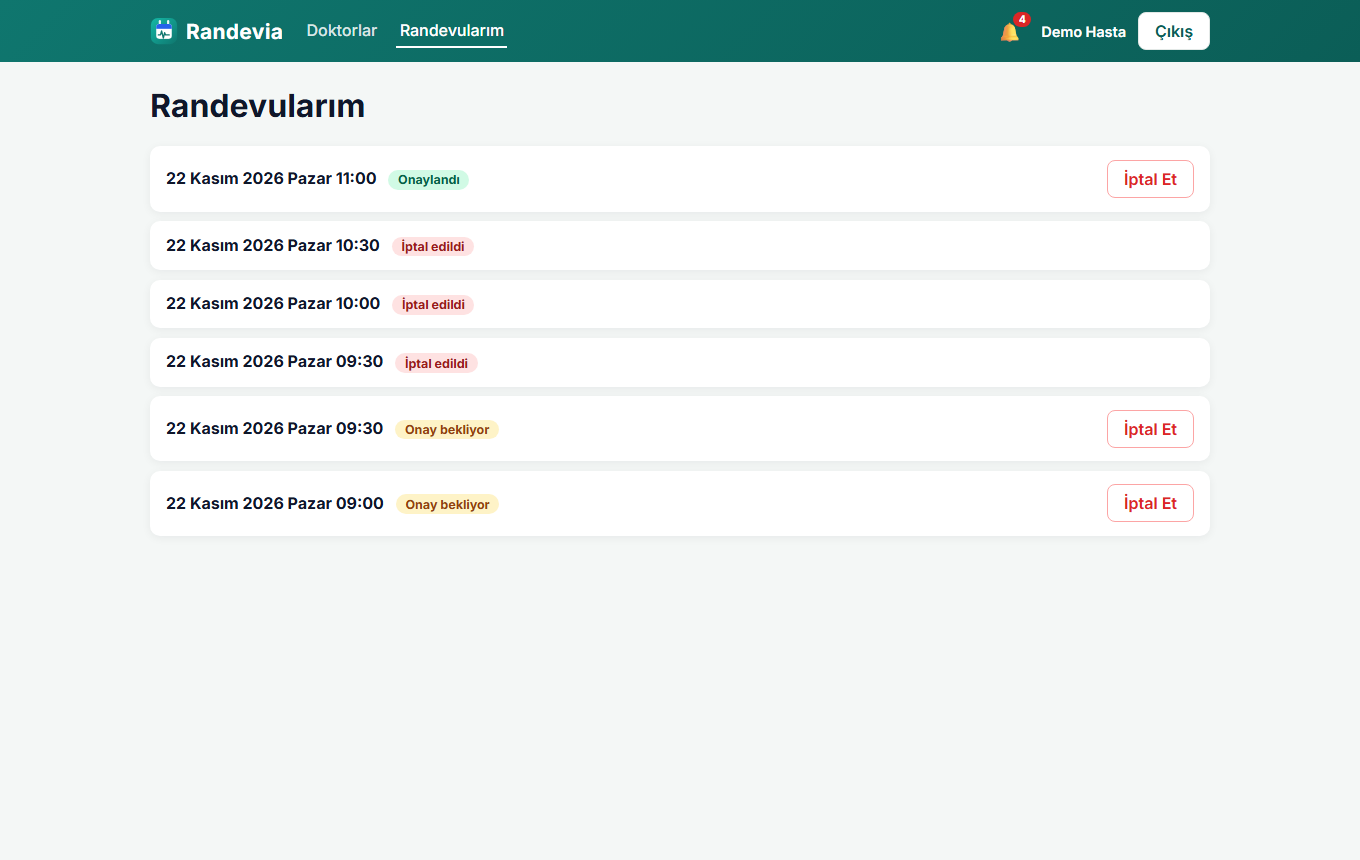 Randevia Doktorlar Randevularım 4 Demo Hasta Çıkış
Randevularım
22 Kasım 2026 Pazar 11:00 Onaylandı İptal Et
22 Kasım 2026 Pazar 10:30 İptal edildi
22 Kasım 2026 Pazar 10:00 İptal edildi
22 Kasım 2026 Pazar 09:30 İptal edildi
22 Kasım 2026 Pazar 09:30 Onay bekliyor İptal Et
22 Kasım 2026 Pazar 09:00 Onay bekliyor İptal Et